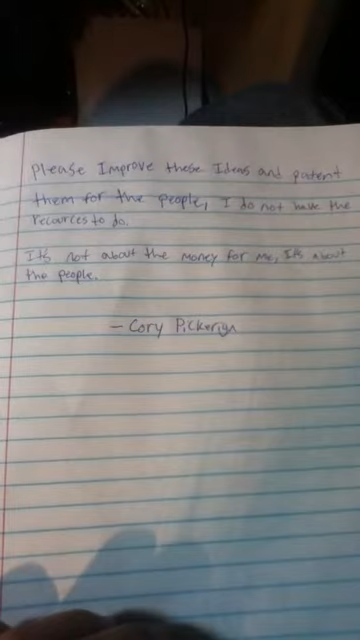 Please Improve these Ideas and patent
them for the people, I do not have the
recources to do.
It's not about the money for me, It's about
the people.
— Cory Pickerign